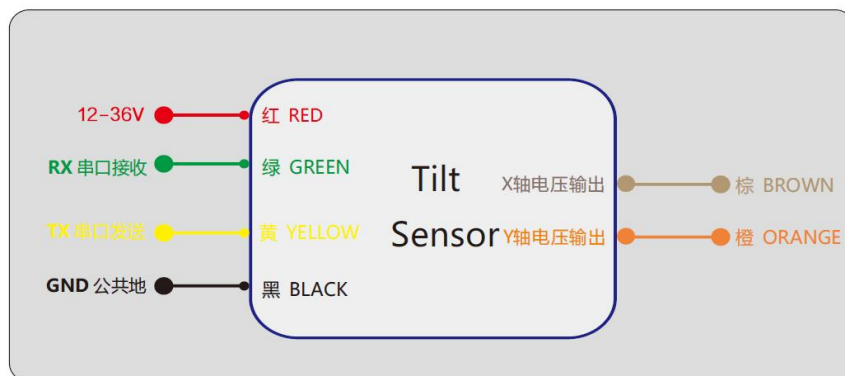 12-36V 红 RED
RX 串口接收 绿 GREEN
TX 串口发送 黄 YELLOW
GND 公共地 黑 BLACK
Tilt
Sensor
X轴电压输出 棕 BROWN
Y轴电压输出 橙 ORANGE